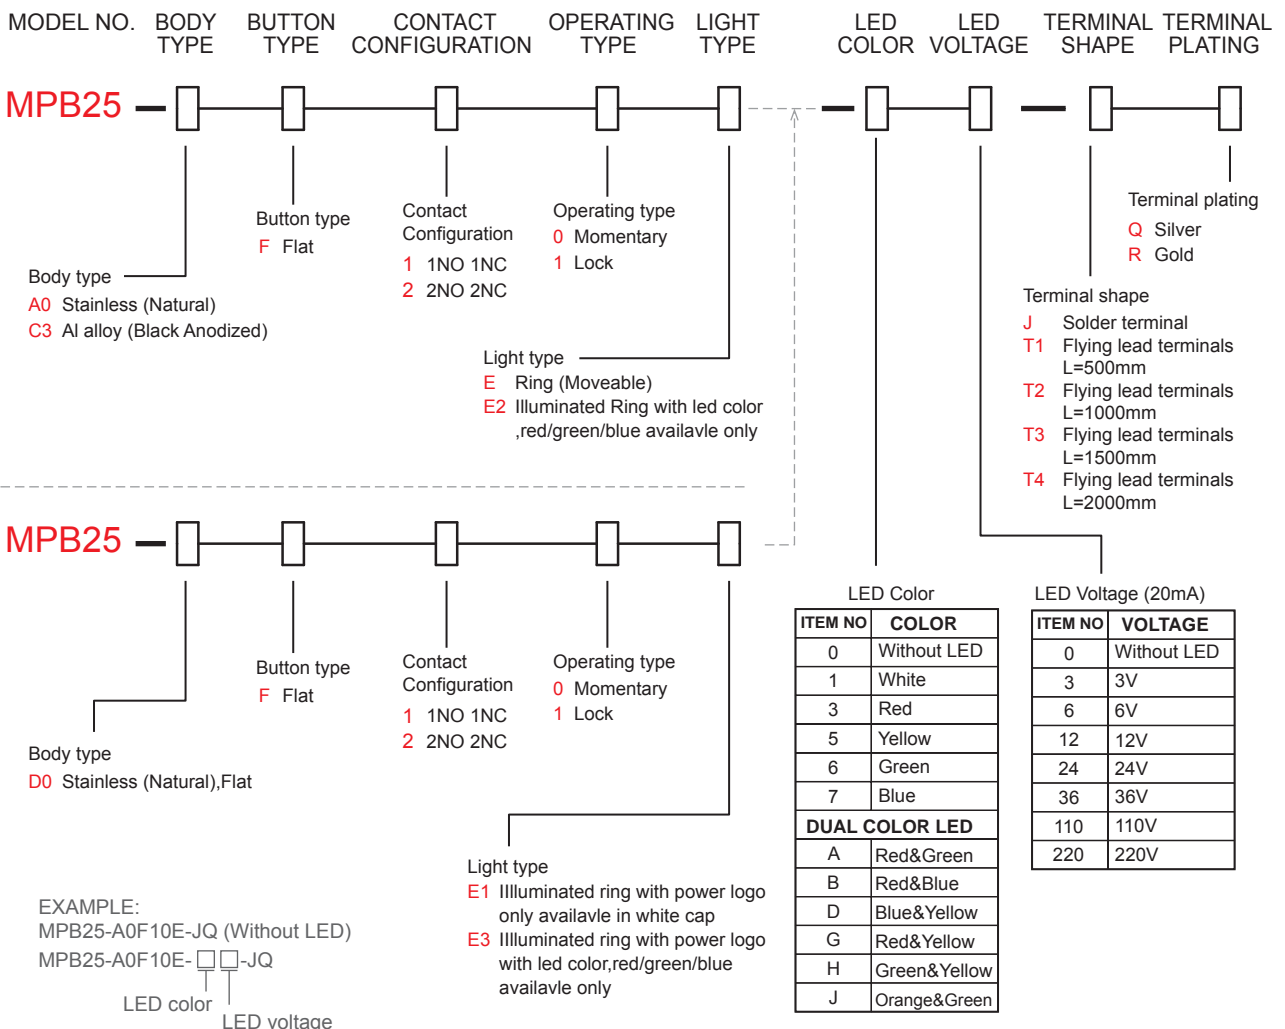 MODEL NO. BODY TYPE BUTTON TYPE CONTACT CONFIGURATION OPERATING TYPE LIGHT TYPE LED COLOR LED VOLTAGE TERMINAL SHAPE TERMINAL PLATING
MPB25
Body type
A0 Stainless (Natural)
C3 Al alloy (Black Anodized)
Button type
F Flat
Contact
Configuration
1 1NO 1NC
2 2NO 2NC
Operating type
0 Momentary
1 Lock
Light type
E Ring (Moveable)
E2 Illuminated Ring with led color
,red/green/blue availavle only
Terminal plating
Q Silver
R Gold
Terminal shape
J Solder terminal
T1 Flying lead terminals
L=500mm
T2 Flying lead terminals
L=1000mm
T3 Flying lead terminals
L=1500mm
T4 Flying lead terminals
L=2000mm
MPB25
Body type
D0 Stainless (Natural),Flat
Button type
F Flat
Contact
Configuration
1 1NO 1NC
2 2NO 2NC
Operating type
0 Momentary
1 Lock
Light type
E1 IIlluminated ring with power logo
only availavle in white cap
E3 IIlluminated ring with power logo
with led color,red/green/blue
availavle only
LED Color
ITEM NO COLOR
0 Without LED
1 White
3 Red
5 Yellow
6 Green
7 Blue
DUAL COLOR LED
A Red&Green
B Red&Blue
D Blue&Yellow
G Red&Yellow
H Green&Yellow
J Orange&Green
LED Voltage (20mA)
ITEM NO VOLTAGE
0 Without LED
3 3V
6 6V
12 12V
24 24V
36 36V
110 110V
220 220V
EXAMPLE:
MPB25-A0F10E-JQ (Without LED)
MPB25-A0F10E- □ □-JQ
LED color
LED voltage